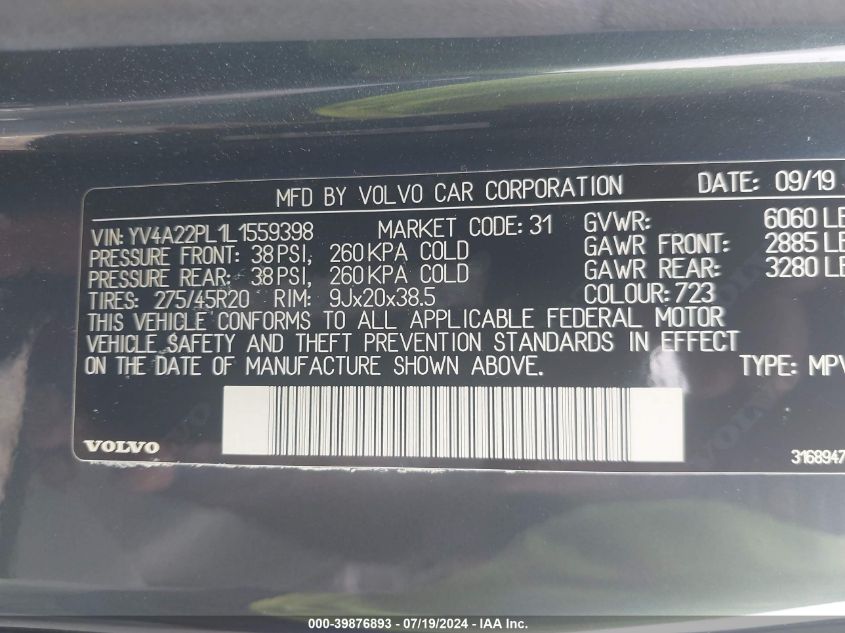 MFD BY VOLVO CAR CORPORATION DATE: 09/19
VIN: YV4A22PL1L1559398 MARKET CODE: 31 GVWR: 6060 LB
PRESSURE FRONT: 38 PSI, 260 KPA COLD GAWR FRONT: 2885 LB
PRESSURE REAR: 38 PSI, 260 KPA COLD GAWR REAR: 3280 LB
TIRES: 275/45R20 RIM: 9Jx20x38.5 COLOUR: 723
THIS VEHICLE CONFORMS TO ALL APPLICABLE FEDERAL MOTOR
VEHICLE SAFETY AND THEFT PREVENTION STANDARDS IN EFFECT
ON THE DATE OF MANUFACTURE SHOWN ABOVE. TYPE: MPV
VOLVO 3168947
000-39876893 - 07/19/2024 - IAA Inc.